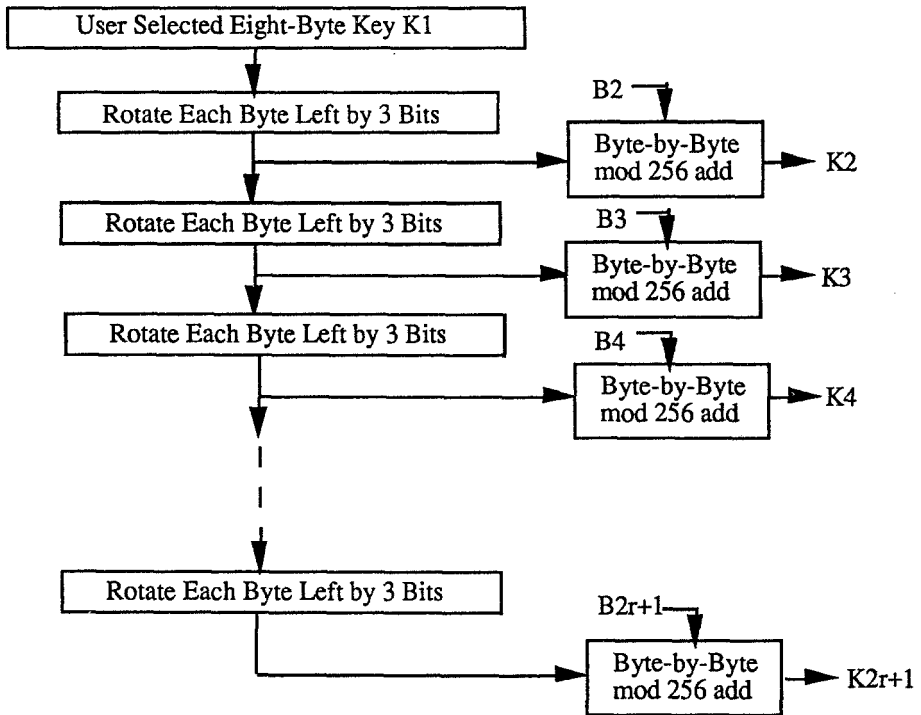 User Selected Eight-Byte Key K1
Rotate Each Byte Left by 3 Bits
B2
Byte-by-Byte
mod 256 add
K2
Rotate Each Byte Left by 3 Bits
B3
Byte-by-Byte
mod 256 add
K3
Rotate Each Byte Left by 3 Bits
B4
Byte-by-Byte
mod 256 add
K4
Rotate Each Byte Left by 3 Bits
B2r+1
Byte-by-Byte
mod 256 add
K2r+1